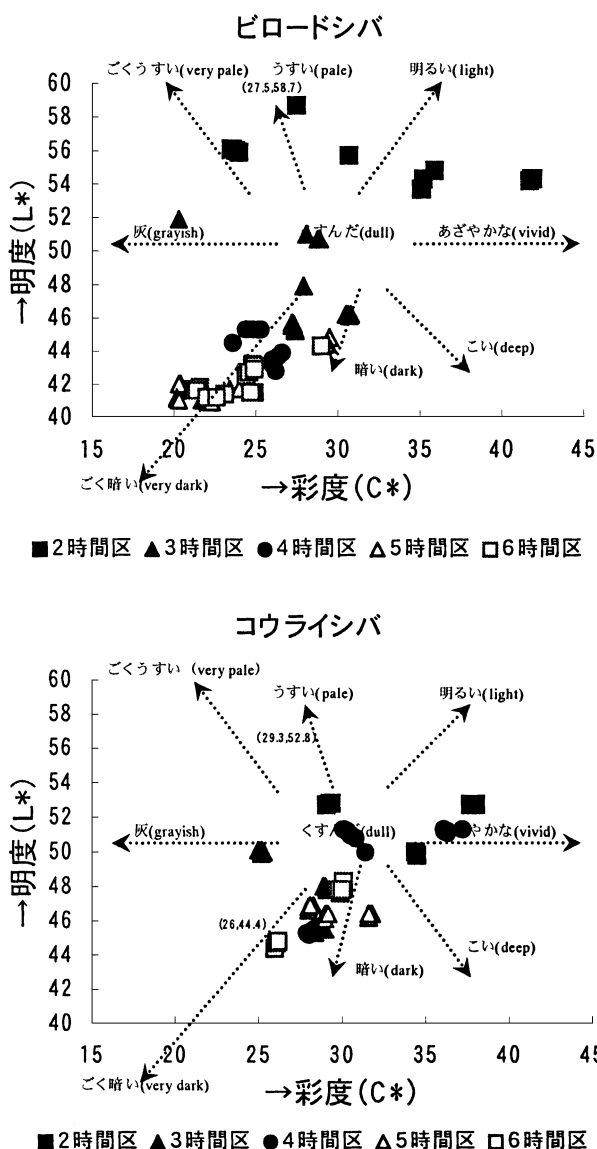 ビロードシバ
ごくうすい(very pale)
うすい(pale)
明るい(light)
(27.5,58.7)
灰(grayish)
くすんだ(dull)
あざやかな(vivid)
こい(deep)
暗い(dark)
ごく暗い(very dark)
60
58
56
54
52
50
48
46
44
42
40
→明度(L*)
15 20 25 30 35 40 45
→彩度(C*)
■2時間区 ▲3時間区 ●4時間区 △5時間区 □6時間区
コウライシバ
ごくうすい (very pale)
うすい(pale)
明るい(light)
(29.3,52.8)
灰(grayish)
くすんだ(dull)
やかな(vivid)
(26,44.4)
こい(deep)
暗い(dark)
ごく暗い(very dark)
60
58
56
54
52
50
48
46
44
42
40
→明度(L*)
15 20 25 30 35 40 45
→彩度(C*)
■2時間区 ▲3時間区 ●4時間区 △5時間区 □6時間区